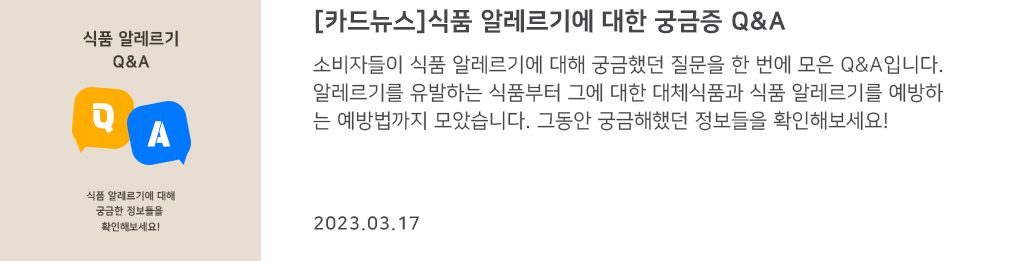 식품 알레르기
Q&A
Q
A
식품 알레르기에 대해
궁금한 정보들을
확인해보세요!
[카드뉴스]식품 알레르기에 대한 궁금증 Q&A
소비자들이 식품 알레르기에 대해 궁금했던 질문을 한 번에 모은 Q&A입니다.
알레르기를 유발하는 식품부터 그에 대한 대체식품과 식품 알레르기를 예방하
는 예방법까지 모았습니다. 그동안 궁금해했던 정보들을 확인해보세요!
2023.03.17